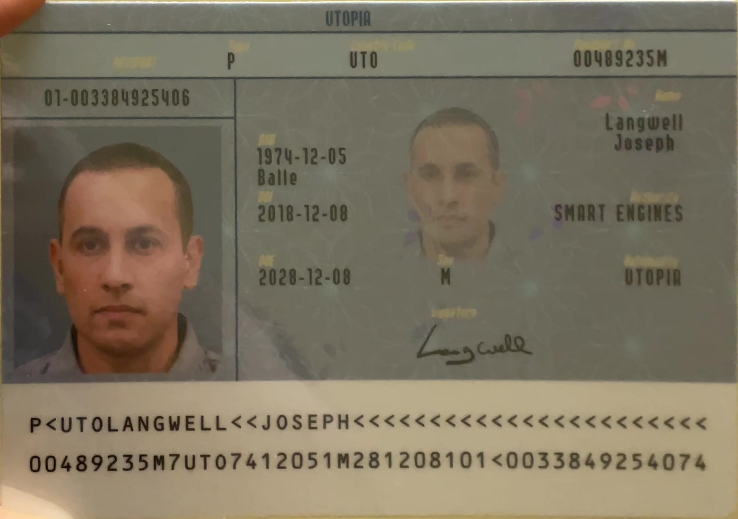 UTOPIA
Type
P
UTO
00489235M
PASSPORT
01-003384925406
Name
Langwell
Joseph
DOB
1974-12-05
Balle
DOI
2018-12-08
Authority
SMART ENGINES
DOE
2028-12-08
Sex
M
Nationality
UTOPIA
signature
Langwell
P<UTOLANGWELL<<JOSEPH<<<<<<<<<<<<<<<<<<<<<<<
00489235M7UTO7412051M281208101<0033849254074